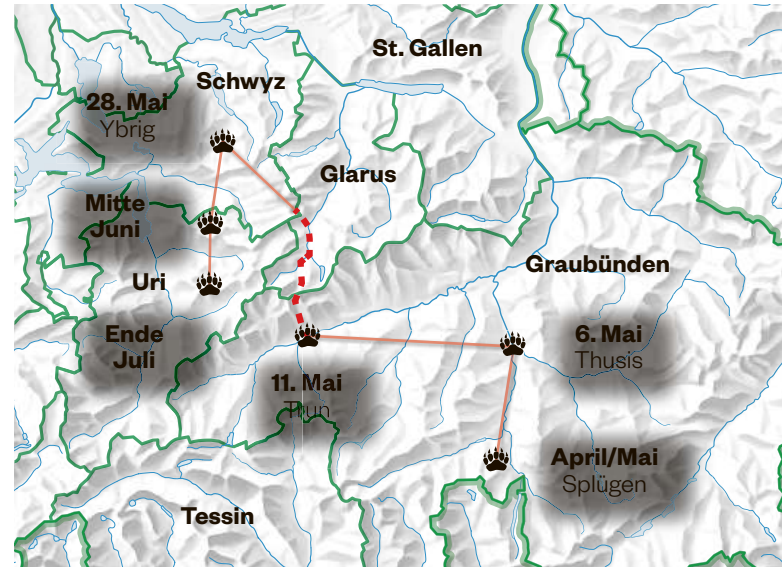 St. Gallen
Schwyz
28. Mai
Ybrig
Glarus
Mitte
Juni
Uri
Graubünden
Ende
Juli
6. Mai
Thusis
11. Mai
Trun
April/Mai
Splügen
Tessin